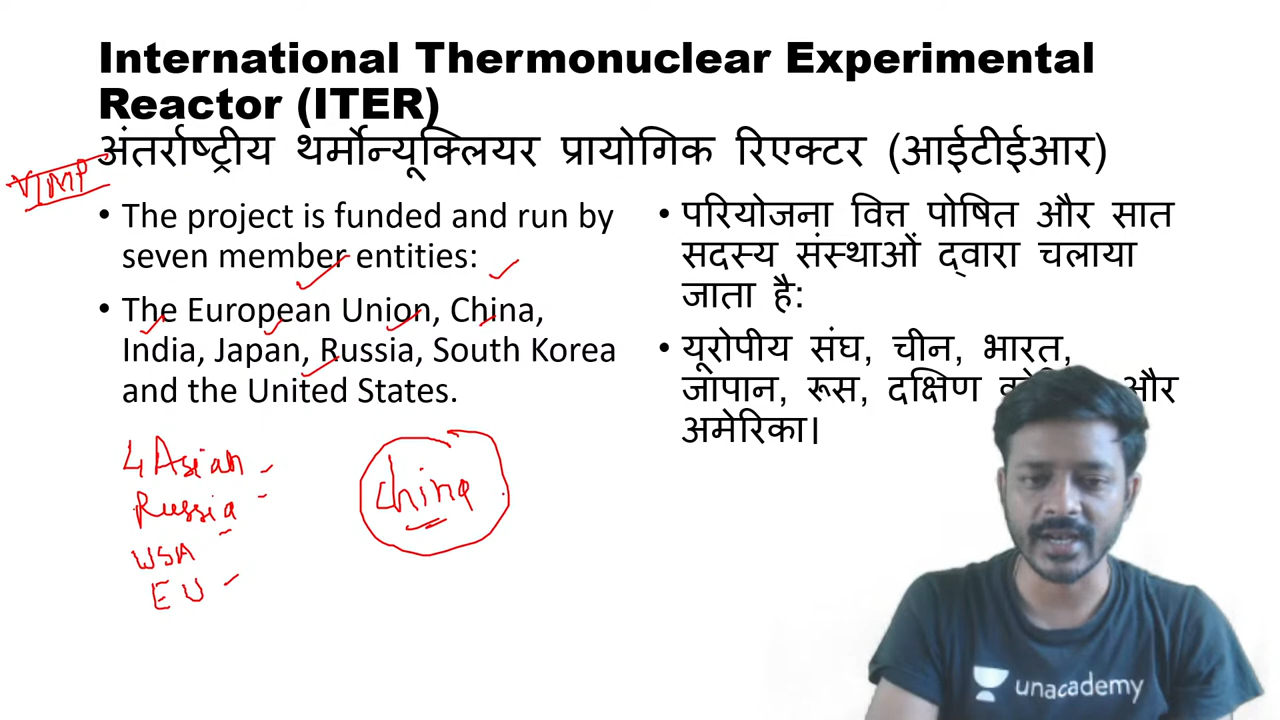 International Thermonuclear Experimental
Reactor (ITER)
अंतर्राष्ट्रीय थर्मोन्यूक्लियर प्रायोगिक रिएक्टर (आईटीईआर)
VIMP
• The project is funded and run by
seven member entities:
• The European Union, China,
India, Japan, Russia, South Korea
and the United States.
4 Asian
Russia
USA
EU
China
• परियोजना वित्त पोषित और सात
सदस्य संस्थाओं द्वारा चलाया
जाता है:
• यूरोपीय संघ, चीन, भारत,
जापान, रूस, दक्षिण और
अमेरिका।
unacademy